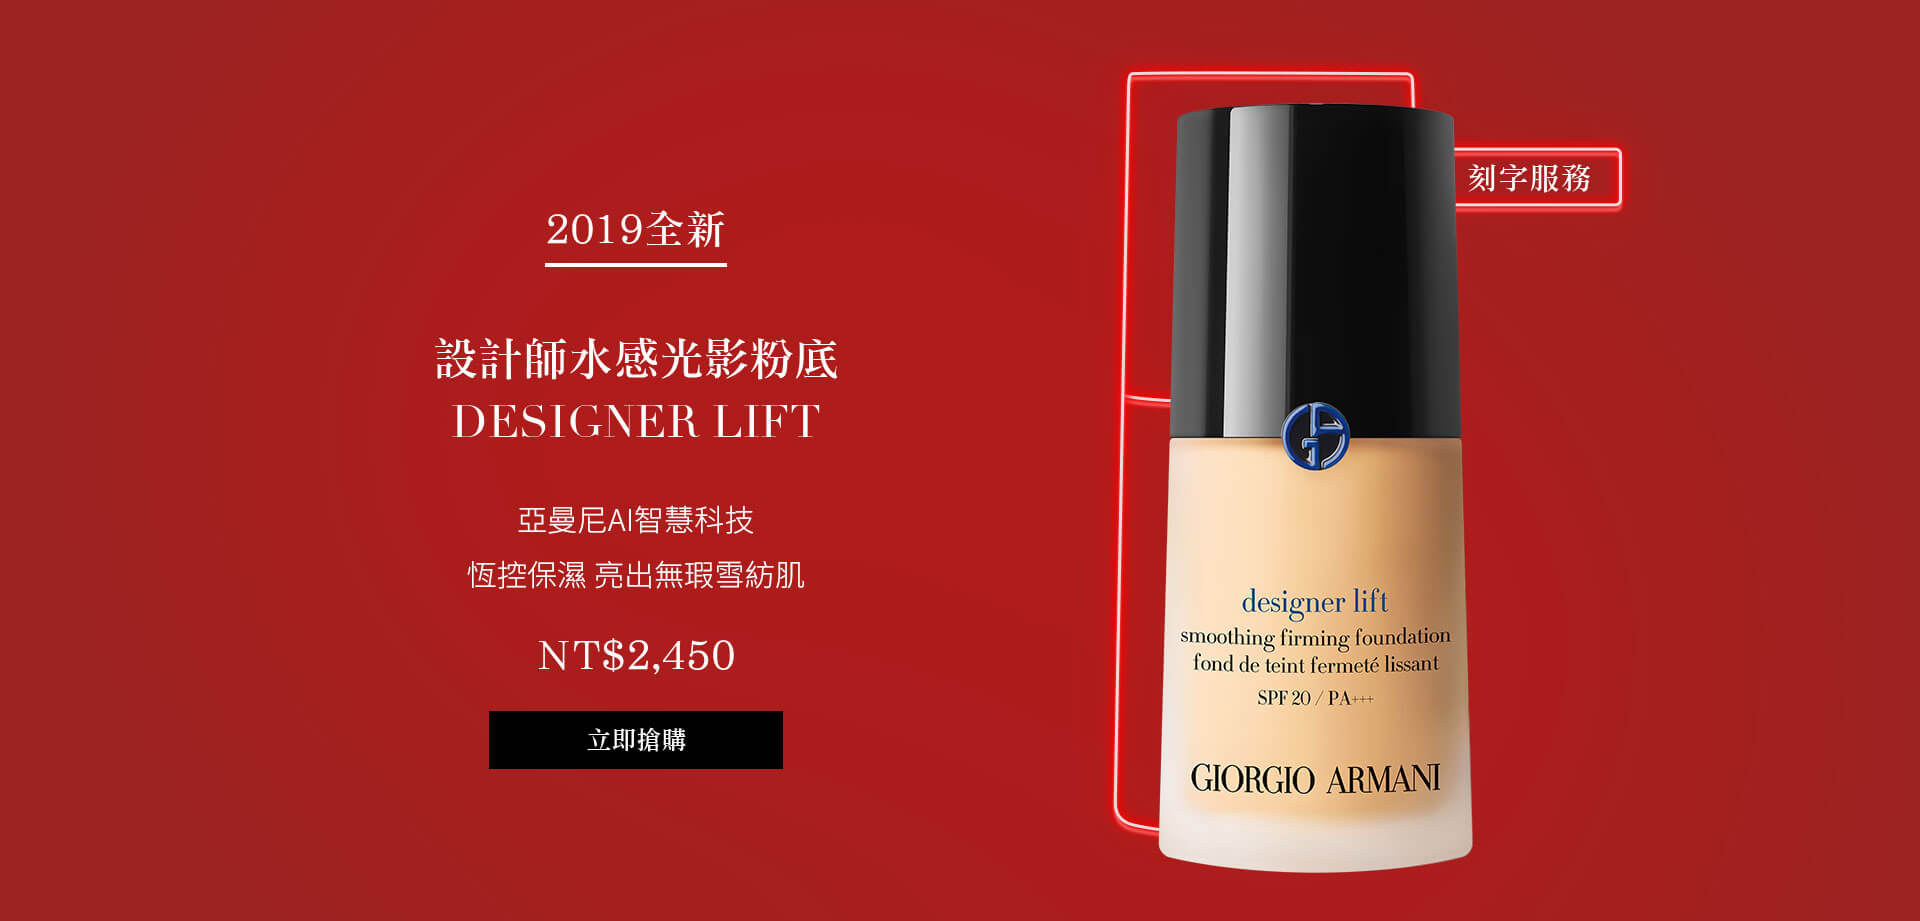 2019全新
設計師水感光影粉底
DESIGNER LIFT
亞曼尼AI智慧科技
恆控保濕 亮出無瑕雪紡肌
NT$2,450
立即搶購
刻字服務
designer lift
smoothing firming foundation
fond de teint fermeté lissant
SPF 20 / PA+++
GIORGIO ARMANI